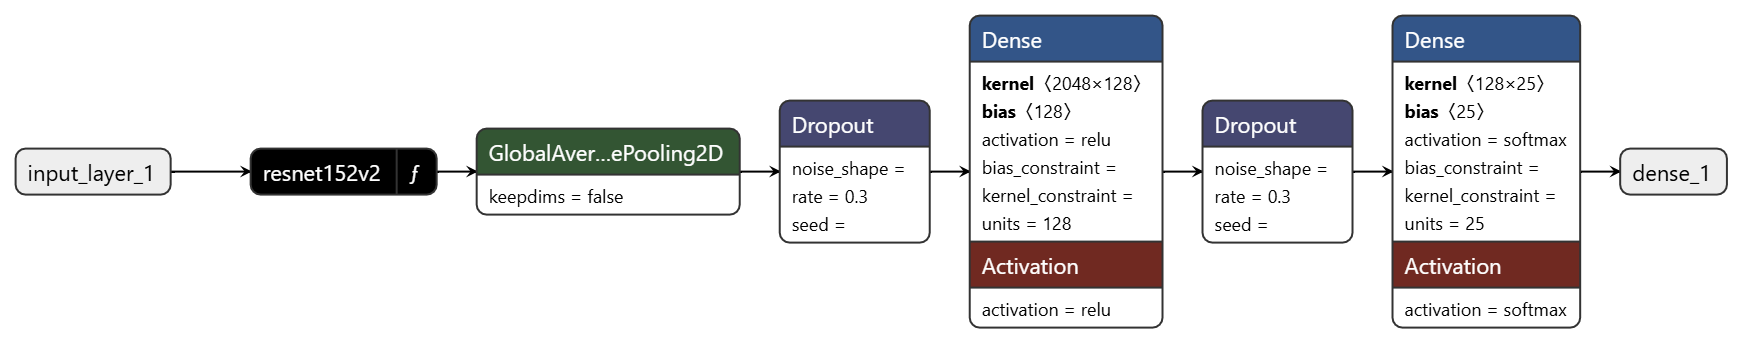 input_layer_1
resnet152v2 f
GlobalAver...ePooling2D
keepdims = false
Dropout
noise_shape =
rate = 0.3
seed =
Dense
kernel〈2048×128〉
bias〈128〉
activation = relu
bias_constraint =
kernel_constraint =
units = 128
Activation
activation = relu
Dropout
noise_shape =
rate = 0.3
seed =
Dense
kernel〈128×25〉
bias〈25〉
activation = softmax
bias_constraint =
kernel_constraint =
units = 25
Activation
activation = softmax
dense_1